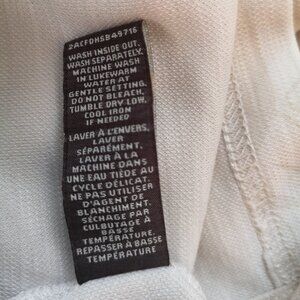 2ACFDHSB49716
WASH INSIDE OUT.
WASH SEPARATELY.
MACHINE WASH
IN LUKEWARM
WATER AT
GENTLE SETTING.
DO NOT BLEACH.
TUMBLE DRY LOW.
COOL IRON
IF NEEDED
LAVER À L'ENVERS.
LAVER
SÉPARÉMENT.
LAVER À LA
MACHINE DANS
UNE EAU TIÈDE AU
CYCLE DÉLICAT.
NE PAS UTILISER
D'AGENT DE
BLANCHIMENT.
SÉCHAGE PAR
CULBUTAGE À
BASSE
TEMPÉRATURE.
REPASSER À BASSE
TEMPÉRATURE